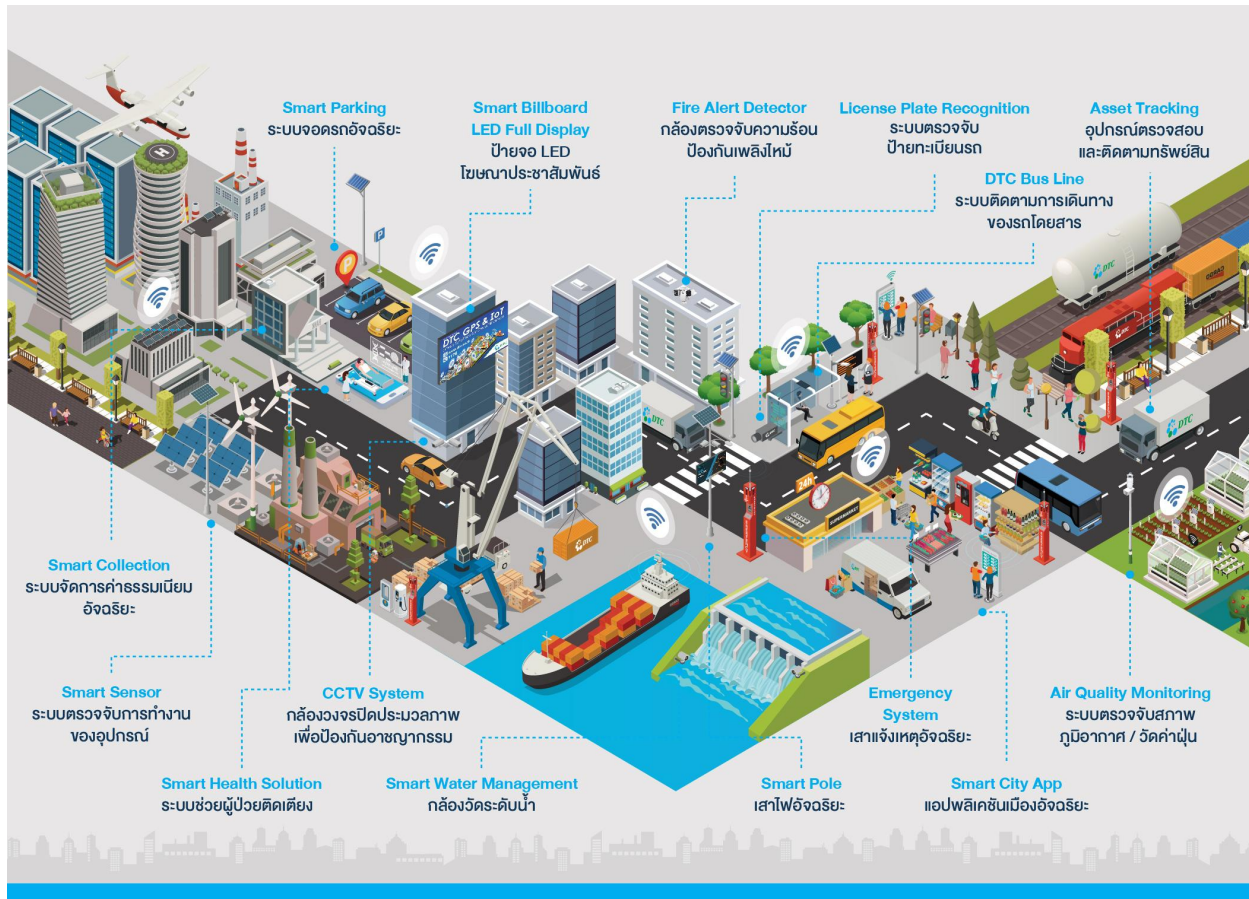 Smart Parking
ระบบจอดรถอัจฉริยะ
Smart Billboard
LED Full Display
ป้ายจอ LED
โฆษณาประชาสัมพันธ์
Fire Alert Detector
กล้องตรวจจับความร้อน
ป้องกันเพลิงไหม้
License Plate Recognition
ระบบตรวจจับ
ป้ายทะเบียนรถ
Asset Tracking
อุปกรณ์ตรวจสอบ
และติดตามทรัพย์สิน
DTC Bus Line
ระบบติดตามการเดินทาง
ของรถโดยสาร
H
P
P
DTC GPS & IoT
DTC
DTC
DTC
DTC
DTC
24h
SUPERMARKET
Smart Collection
ระบบจัดการค่าธรรมเนียม
อัจฉริยะ
Smart Sensor
ระบบตรวจจับการทำงาน
ของอุปกรณ์
CCTV System
กล้องวงจรปิดประมวลภาพ
เพื่อป้องกันอาชญากรรม
Emergency
System
เสาแจ้งเหตุอัจฉริยะ
Air Quality Monitoring
ระบบตรวจจับสภาพ
ภูมิอากาศ / วัดค่าฝุ่น
Smart Health Solution
ระบบช่วยผู้ป่วยติดเตียง
Smart Water Management
กล้องวัดระดับน้ำ
Smart Pole
เสาไฟอัจฉริยะ
Smart City App
แอปพลิเคชันเมืองอัจฉริยะ